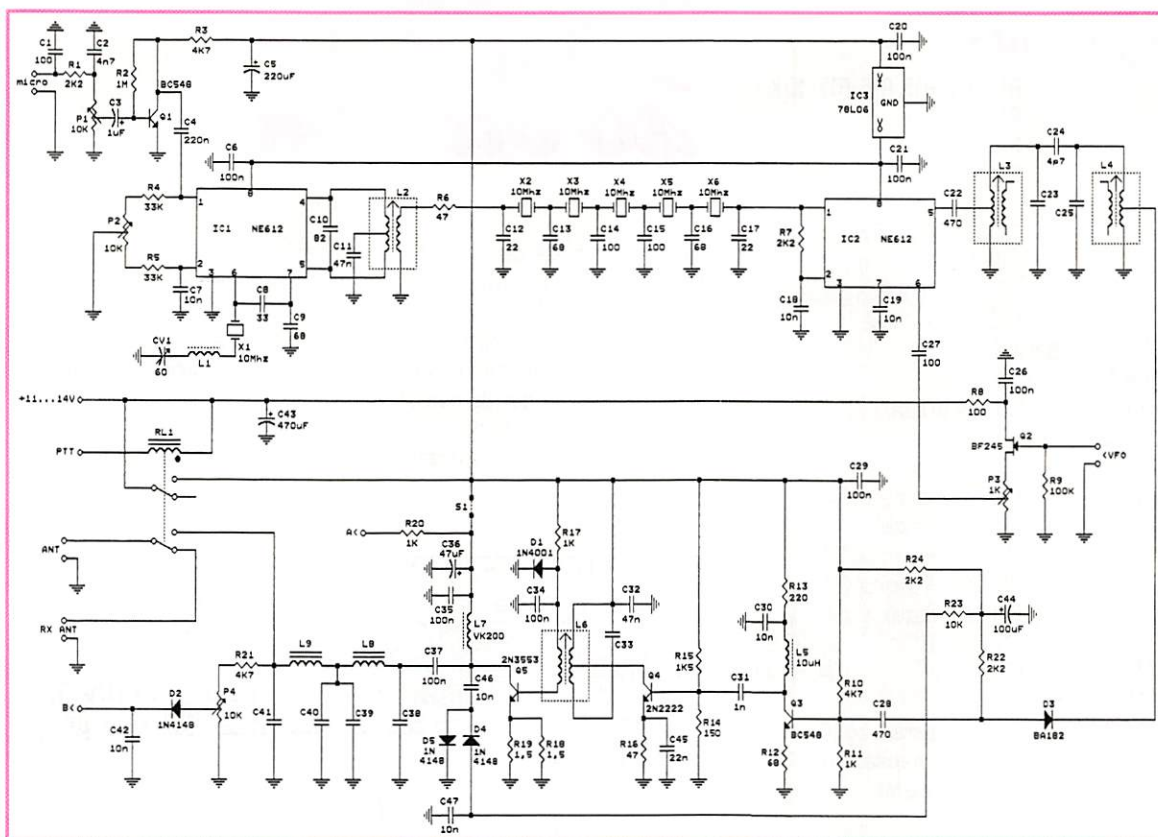 C1
100
C2
4n7
R1
2K2
micro
P1
10K
C3
1uF
R2
1M
BC548
Q1
R3
4K7
C4
220n
C5
220uF
C20
100n
V
IC3
78L06
GND
V
O
C6
100n
C21
100n
R4
33K
P2
10K
R5
33K
C7
10n
1
2
3
4
5
6
7
8
IC1
NE612
C8
33
C9
68
CV1
60
L1
X1
10Mhz
C10
82
C11
47n
L2
R6
47
X2
10Mhz
X3
10Mhz
X4
10Mhz
X5
10Mhz
X6
10Mhz
C12
22
C13
68
C14
100
C15
100
C16
68
C17
22
R7
2K2
C18
10n
1
2
3
5
6
7
8
IC2
NE612
C19
10n
C22
470
L3
C23
C24
4p7
C25
L4
C27
100
C26
100n
R8
100
Q2
BF245
P3
1K
R9
100K
<VFO
+11...14V
C43
470uF
RL1
PTT
ANT
RX ANT
S1
A<
R20
1K
C36
47uF
C35
100n
L7
VK200
R17
1K
D1
1N4001
C34
100n
L6
C32
47n
C33
C29
100n
R13
220
C30
10n
L5
10uH
R24
2K2
R23
10K
C44
100uF
R22
2K2
R15
1K5
C31
1n
R10
4K7
C28
470
D3
BA182
Q3
BC548
R12
68
R11
1K
R14
150
Q4
2N2222
R16
47
C45
22n
2N3553
Q5
R19
1,5
R18
1,5
C37
100n
C46
10n
D5
1N
4148
D4
1N
4148
C47
10n
L9
L8
C41
C40
C39
C38
R21
4K7
P4
10K
D2
1N4148
B<
C42
10n